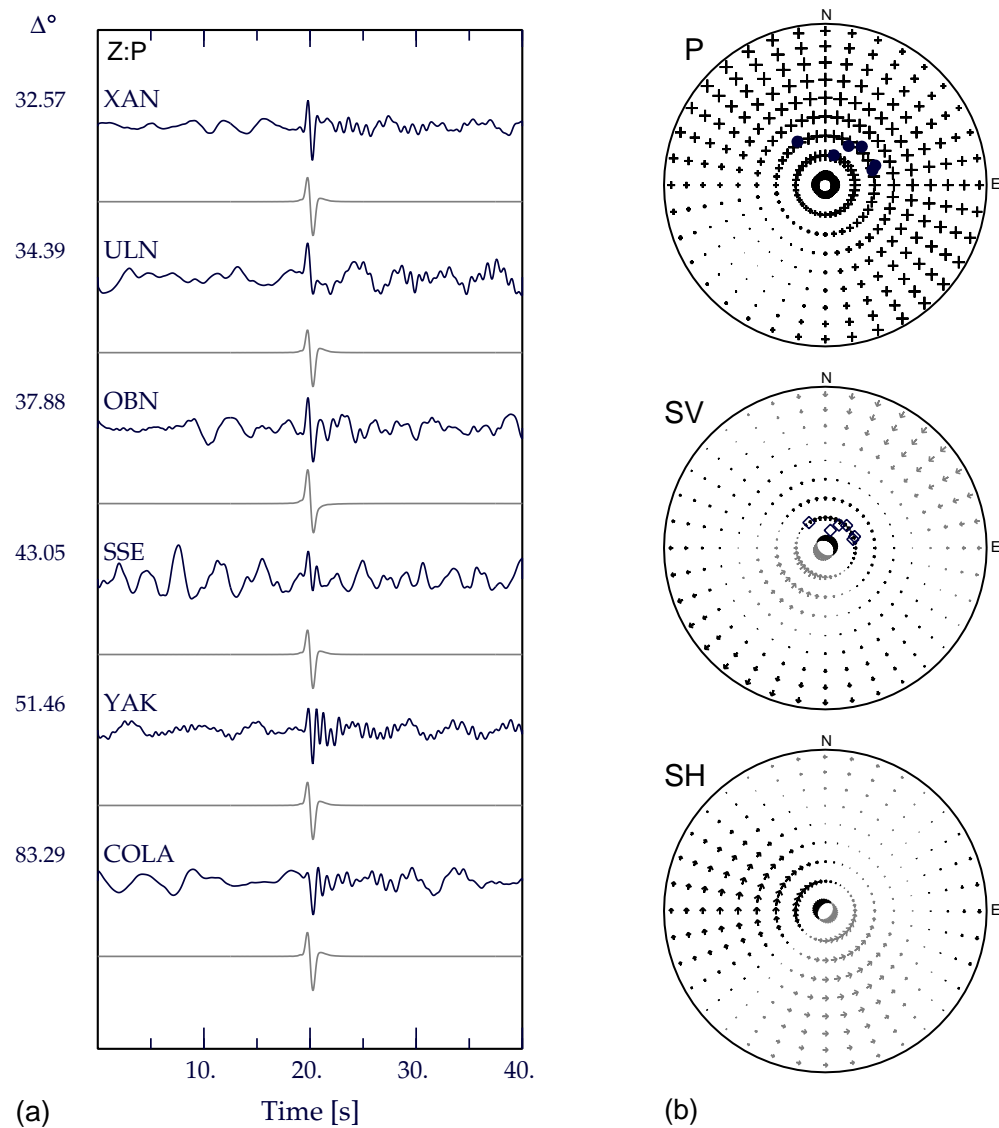 Δ°
Z:P
32.57
XAN
34.39
ULN
37.88
OBN
43.05
SSE
51.46
YAK
83.29
COLA
10.
20.
30.
40.
Time [s]
(a)
N
P
E
N
SV
E
N
SH
E
(b)